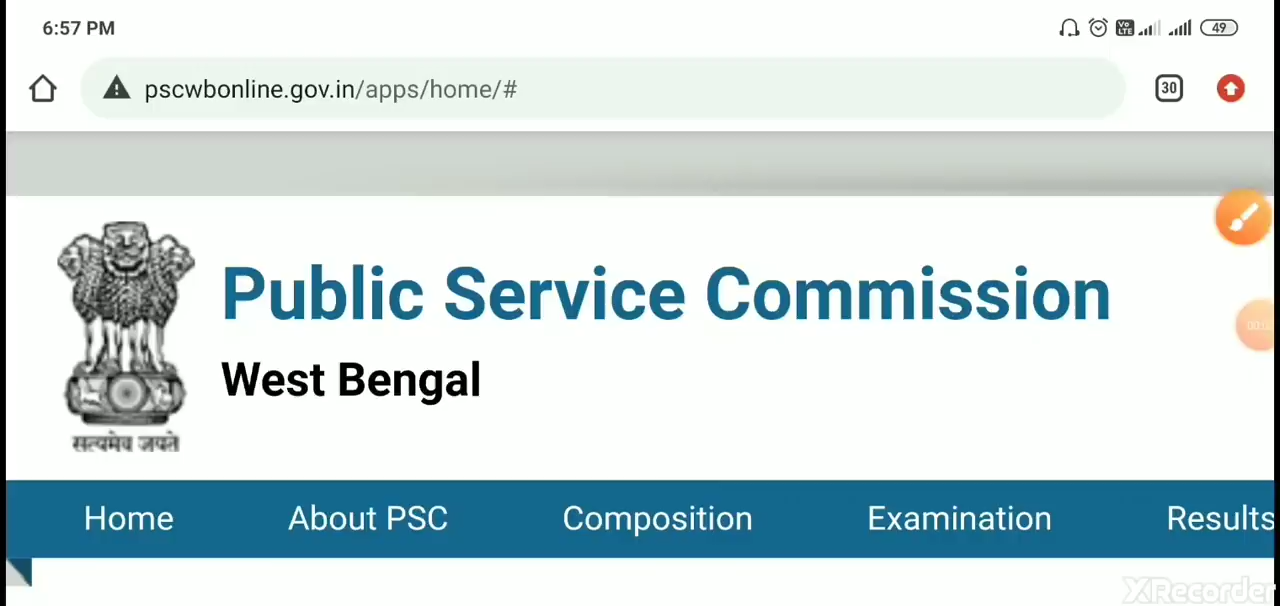 6:57 PM
49
pscwbonline.gov.in/apps/home/#
30
Public Service Commission
West Bengal
सत्यमेव जयते
Home
About PSC
Composition
Examination
Results
XRecorder